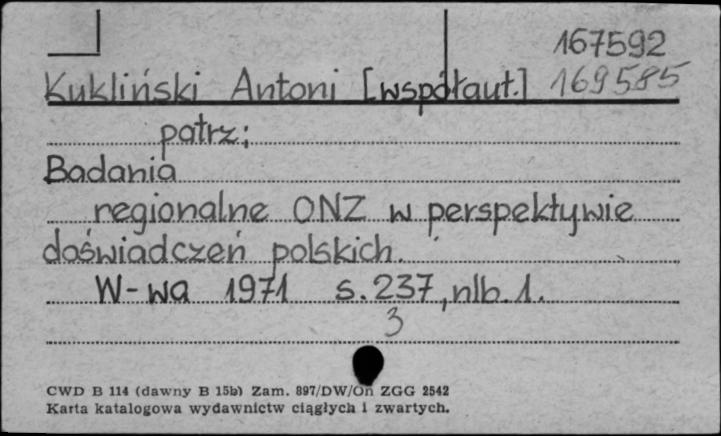 167592
Kukliński Antoni [współaut.] 169585
patrz;
Badania
regionalne ONZ w perspektywie
doświadczeń polskich.
W-wa 1971 s. 237, nlb. 1.
3
CWD B 114 (dawny B 15b) Zam. 897/DW/On ZGG 2542
Karta katalogowa wydawnictw ciągłych i zwartych.